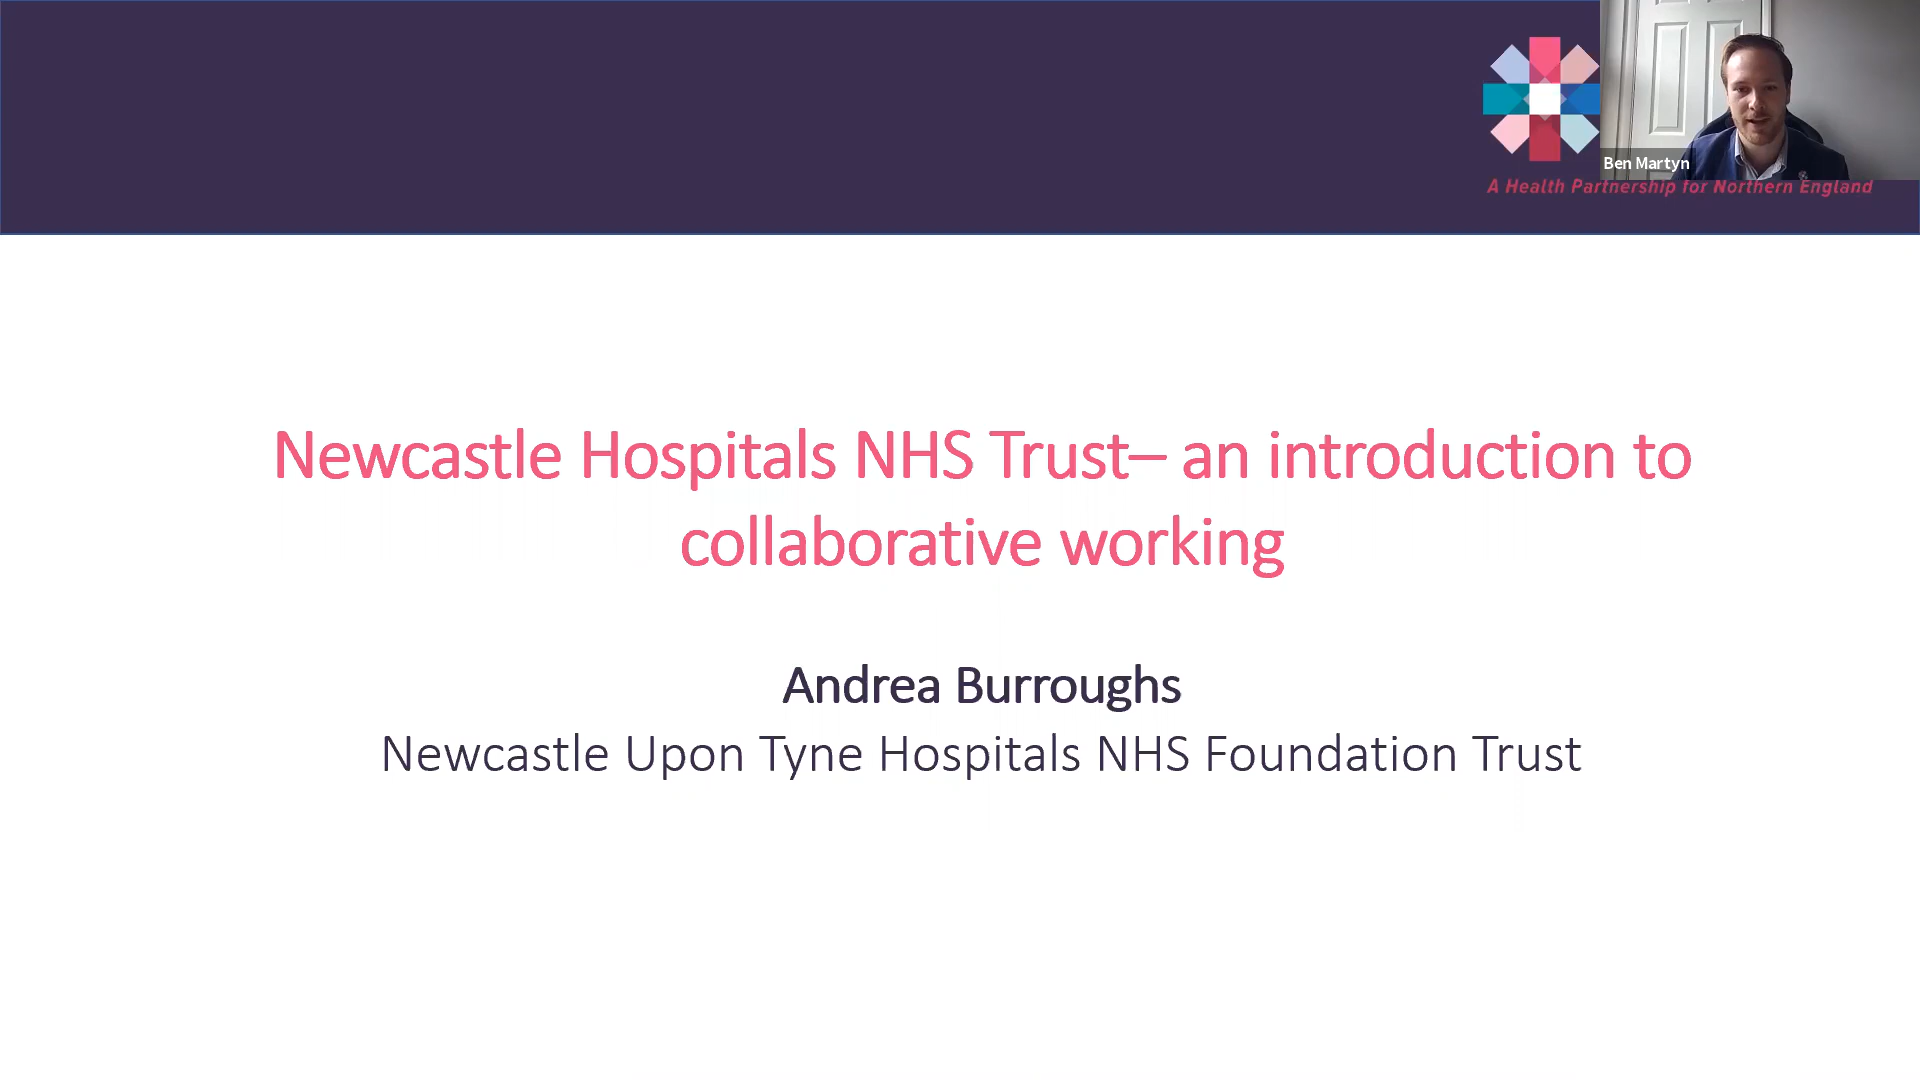 Ben Martyn
A Health Partnership for Northern England
Newcastle Hospitals NHS Trust– an introduction to
collaborative working
Andrea Burroughs
Newcastle Upon Tyne Hospitals NHS Foundation Trust